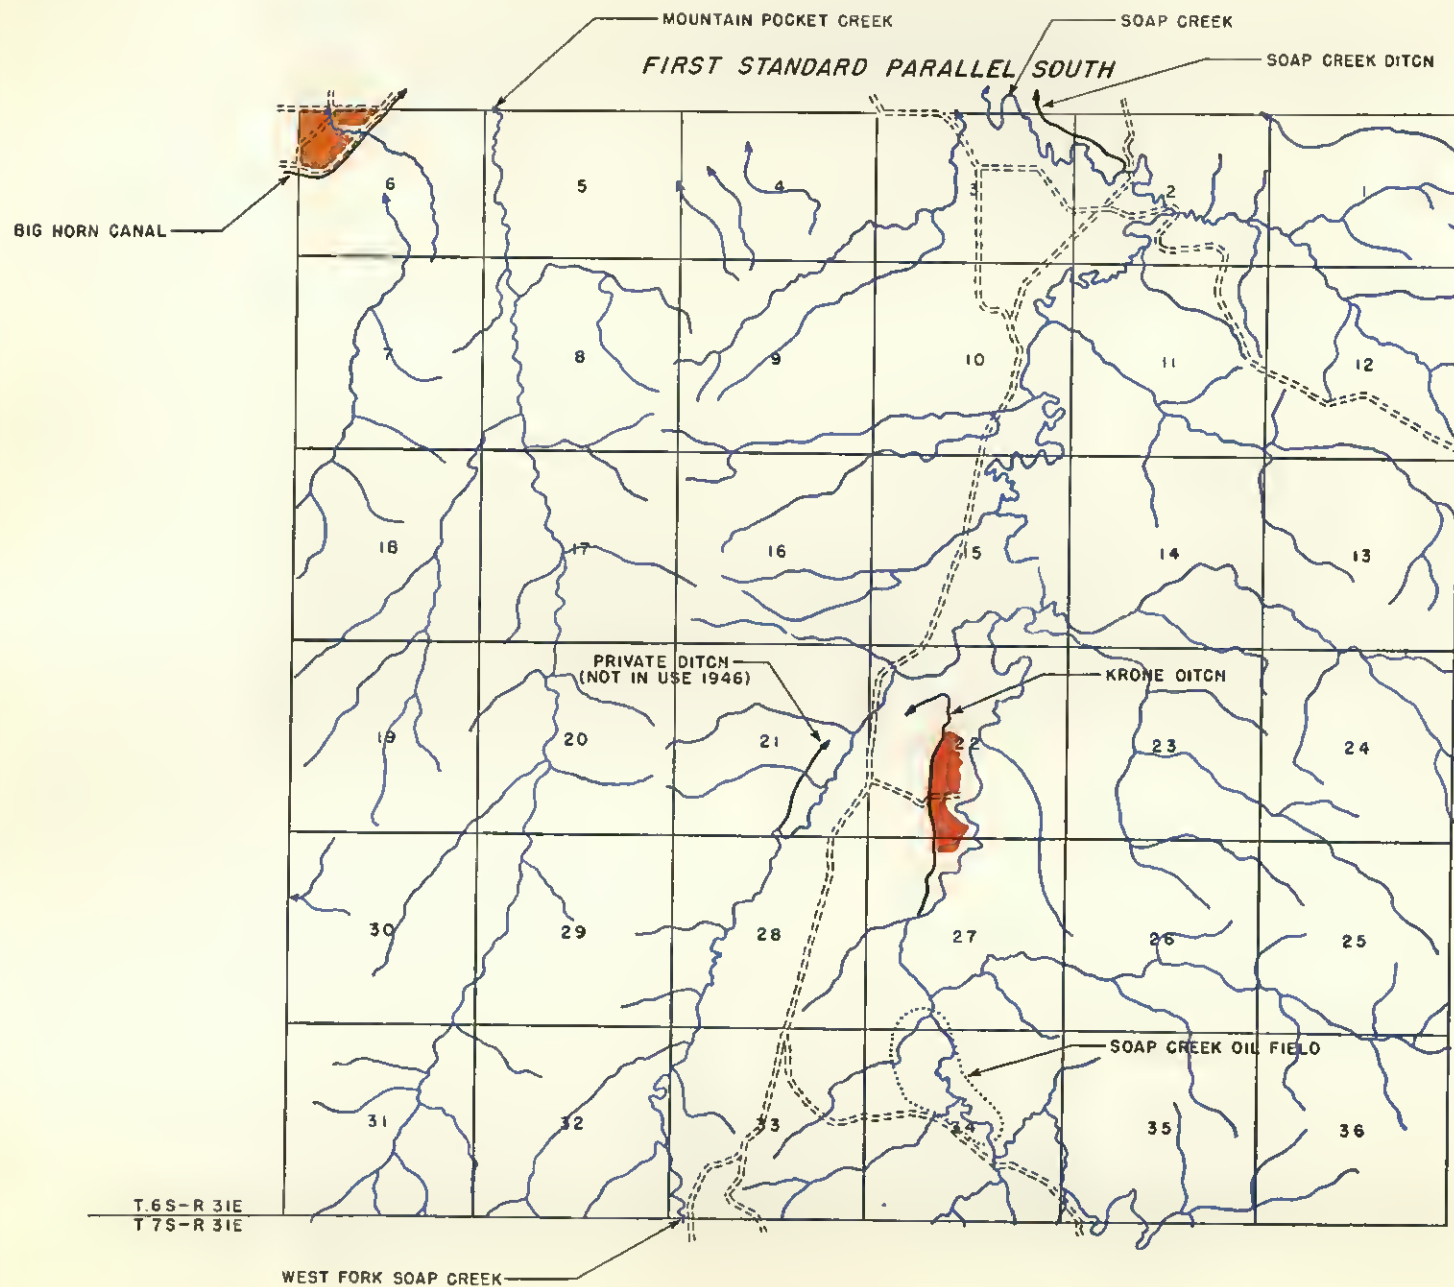 MOUNTAIN POCKET CREEK
SOAP CREEK
FIRST STANDARD PARALLEL SOUTH
SOAP CREEK DITCH
BIG HORN CANAL
6 5 4 3 2 1
7 8 9 10 11 12
18 17 16 15 14 13
PRIVATE DITCH
(NOT IN USE 1946)
KRONE DITCH
19 20 21 22 23 24
30 29 28 27 26 25
SOAP CREEK OIL FIELD
31 32 33 34 35 36
T.6S-R 31E
T 7S-R 31E
WEST FORK SOAP CREEK